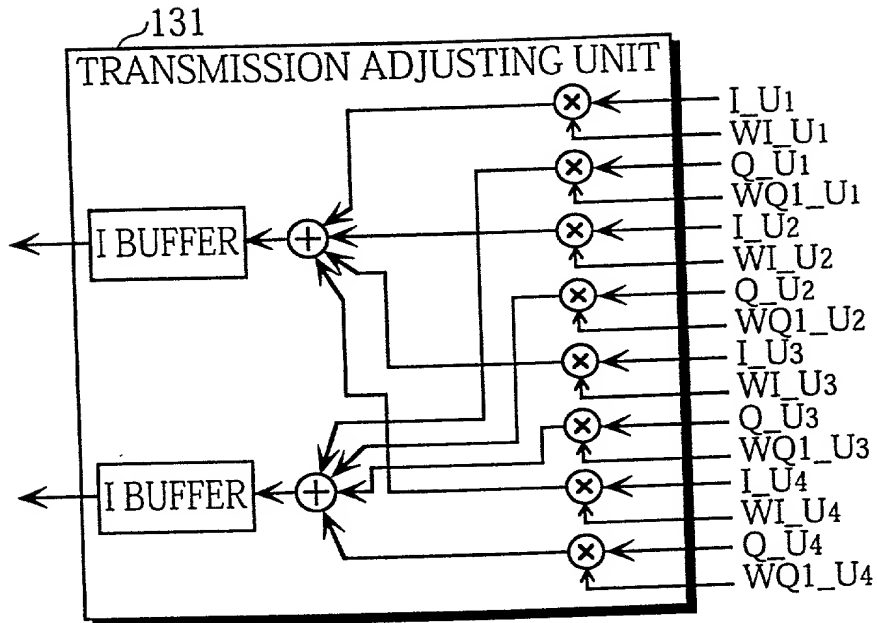 131
TRANSMISSION ADJUSTING UNIT
I_U1
WI_U1
Q_U1
WQ1_U1
I_U2
WI_U2
Q_U2
WQ1_U2
I_U3
WI_U3
Q_U3
WQ1_U3
I_U4
WI_U4
Q_U4
WQ1_U4
I BUFFER
I BUFFER